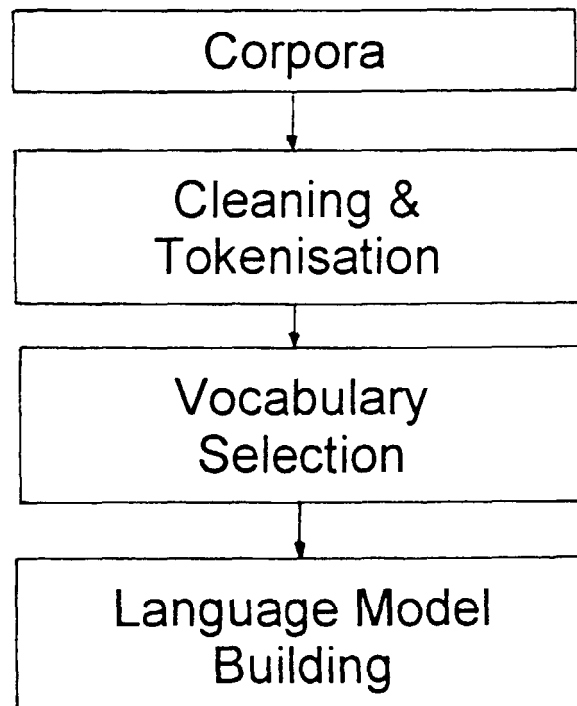 Corpora
Cleaning &
Tokenisation
Vocabulary
Selection
Language Model
Building